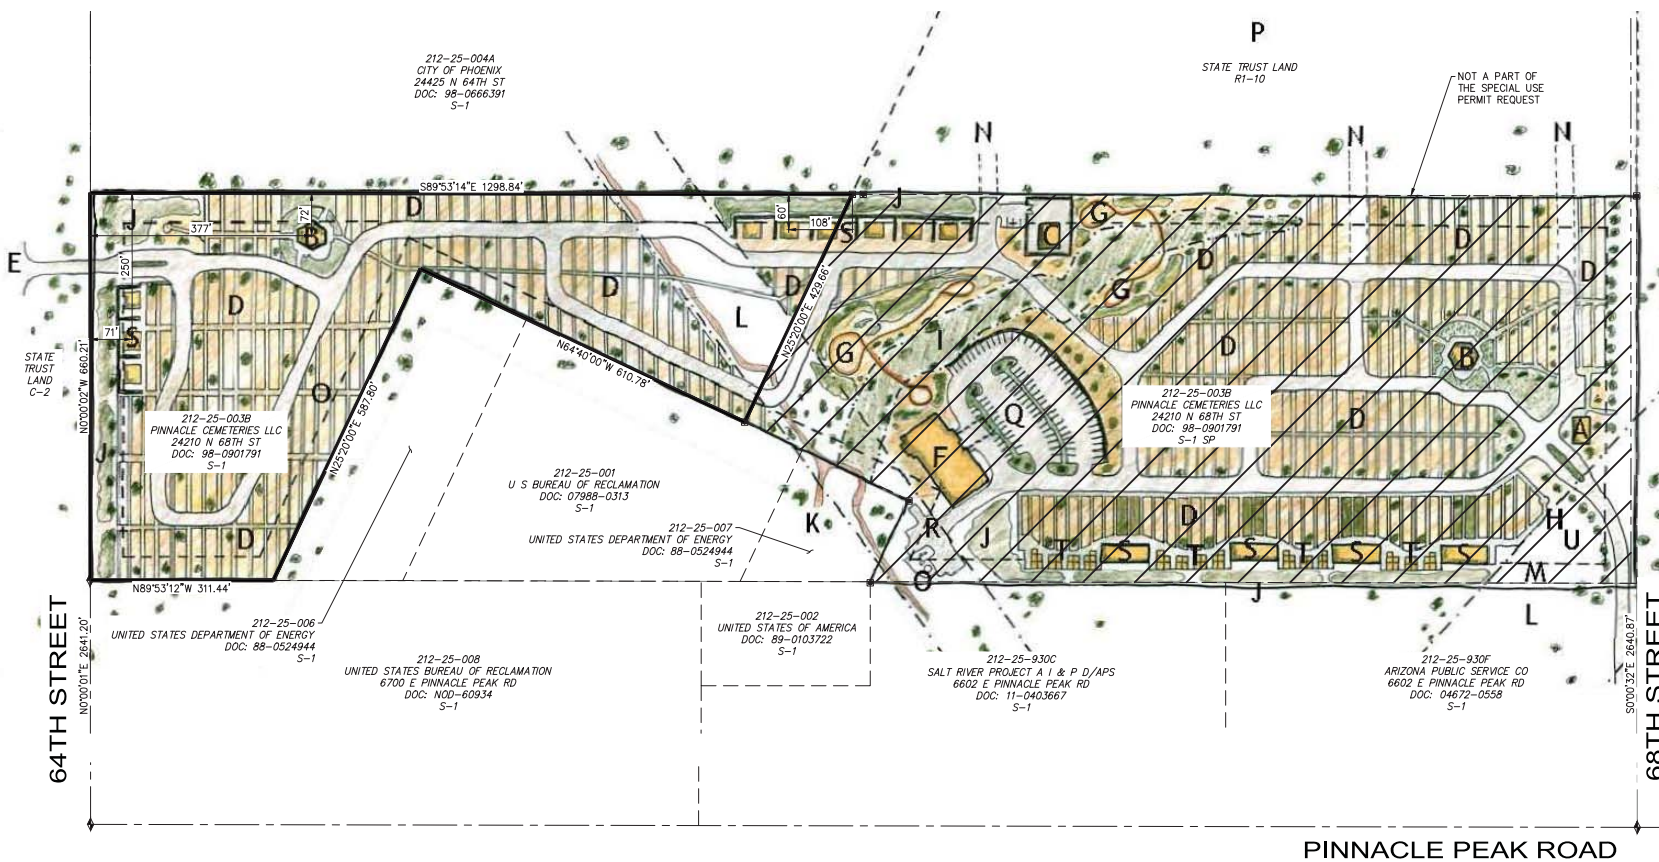 P
212-25-004A
CITY OF PHOENIX
24425 N 64TH ST
DOC: 98-0666391
S-1
STATE TRUST LAND
R1-10
NOT A PART OF
THE SPECIAL USE
PERMIT REQUEST
N
N
N
S89°53'14"E 1298.84'
J
D
J
G
72'
60'
108'
377'
B
S
C
D
E
250'
D
D
D
D
D
G
L
I
71'
S
N25°20'00"E 429.66'
G
D
B
STATE
TRUST
LAND
C-2
N0°00'02"W 660.21'
N64°40'00"W 610.78'
O
N25°20'00"E 587.80'
212-25-003B
PINNACLE CEMETERIES LLC
24210 N 68TH ST
DOC: 98-0901791
S-1
212-25-003B
PINNACLE CEMETERIES LLC
24210 N 68TH ST
DOC: 98-0901791
S-1 SP
Q
D
A
J
F
212-25-001
U S BUREAU OF RECLAMATION
DOC: 07988-0313
S-1
K
R
D
H
U
D
J
212-25-007
UNITED STATES DEPARTMENT OF ENERGY
DOC: 88-0524944
S-1
T
S
T
S
T
S
T
S
M
O
J
L
N89°53'12"W 311.44'
212-25-006
UNITED STATES DEPARTMENT OF ENERGY
DOC: 88-0524944
S-1
212-25-002
UNITED STATES OF AMERICA
DOC: 89-0103722
S-1
212-25-008
UNITED STATES BUREAU OF RECLAMATION
6700 E PINNACLE PEAK RD
DOC: NOD-60934
S-1
212-25-930C
SALT RIVER PROJECT A I & P D/APS
6602 E PINNACLE PEAK RD
DOC: 11-0403667
S-1
212-25-930F
ARIZONA PUBLIC SERVICE CO
6602 E PINNACLE PEAK RD
DOC: 04672-0558
S-1
64TH STREET
N0°00'01"E 2641.20'
S0°00'32"E 2640.87'
68TH STREET
PINNACLE PEAK ROAD